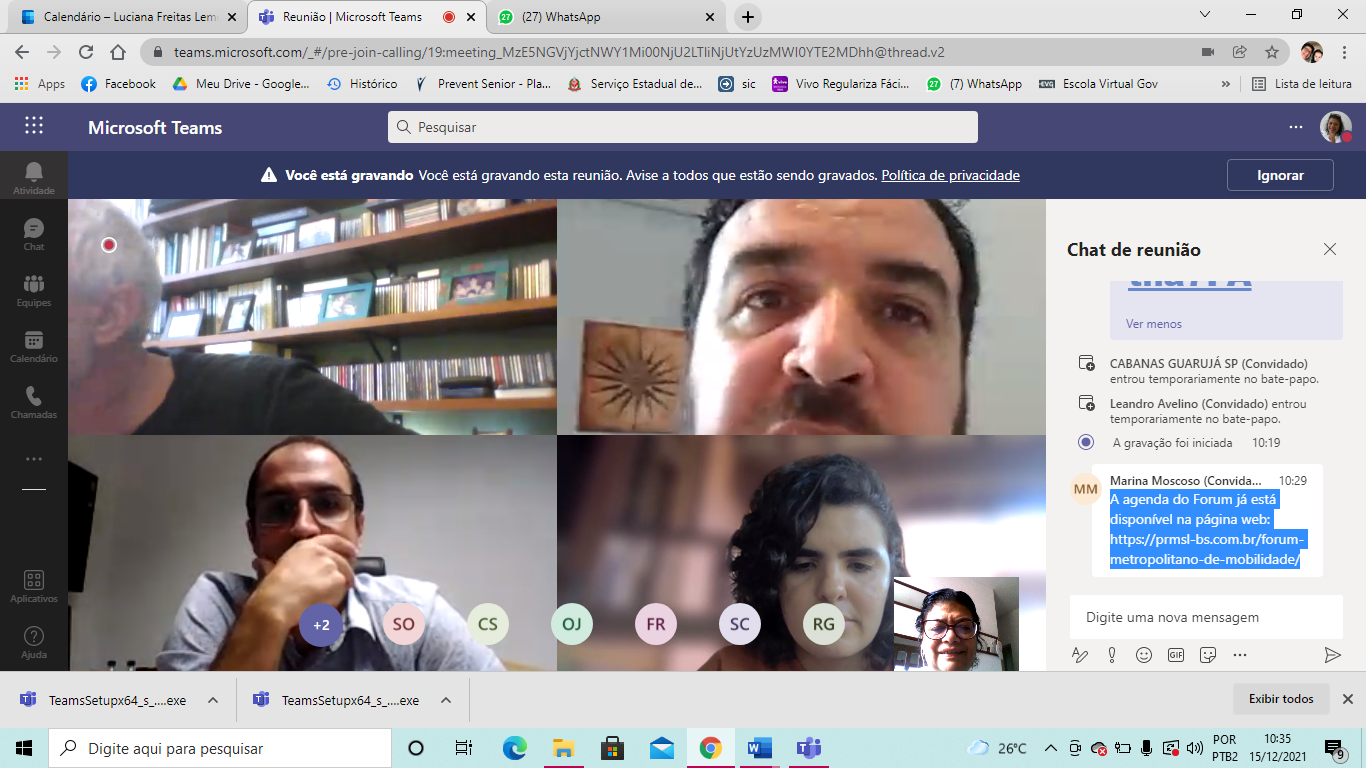 Calendário – Luciana Freitas Lem
Reunião | Microsoft Teams
(27) WhatsApp
teams.microsoft.com/_#/pre-join-calling/19:meeting_MzE5NGVjYjctNWY1Mi00NjU2LTliNjUtYzUzMWI0YTE2MDhh@thread.v2
Apps
Facebook
Meu Drive - Google...
Histórico
Prevent Senior - Pla...
Serviço Estadual de...
sic
Vivo Regulariza Fáci...
(7) WhatsApp
Escola Virtual Gov
»
Lista de leitura
Microsoft Teams
Pesquisar
Você está gravando Você está gravando esta reunião. Avise a todos que estão sendo gravados. Política de privacidade
Ignorar
Atividade
Chat
Equipes
Calendário
Chamadas
Aplicativos
Ajuda
+2
SO
CS
OJ
FR
SC
RG
Chat de reunião
Ver menos
CABANAS GUARUJÁ SP (Convidado)
entrou temporariamente no bate-papo.
Leandro Avelino (Convidado) entrou
temporariamente no bate-papo.
A gravação foi iniciada 10:19
MM
Marina Moscoso (Convida... 10:29
A agenda do Forum já está
disponível na página web:
https://prmsl-bs.com.br/forum-
metropolitano-de-mobilidade/
Digite uma nova mensagem
GIF
TeamsSetupx64_s_....exe
TeamsSetupx64_s_....exe
Exibir todos
Digite aqui para pesquisar
26°C
POR
PTB2
10:35
15/12/2021
9